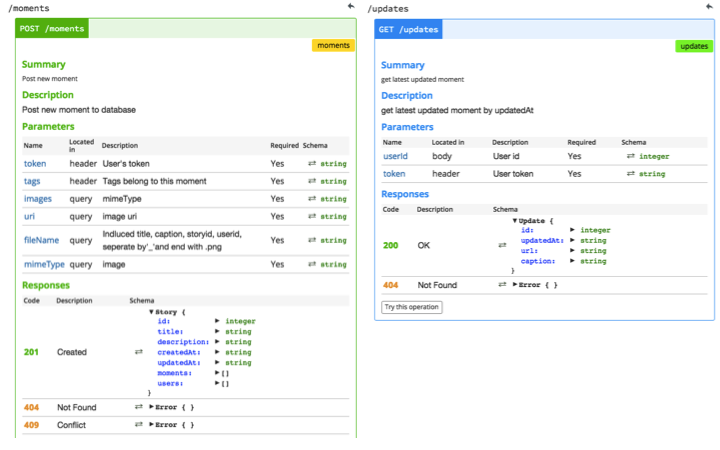 /moments
POST /moments
moments
Summary
Post new moment
Description
Post new moment to database
Parameters
Name Located in Description Required Schema
token header User's token Yes ⇄ string
tags header Tags belong to this moment Yes ⇄ string
images query mimeType Yes ⇄ string
uri query image uri Yes ⇄ string
fileName query Indluced title, caption, storyid, userid, seperate by'_'and end with .png Yes ⇄ string
mimeType query image Yes ⇄ string
Responses
Code Description Schema
201 Created ⇄ ▼Story {
id: ▶ integer
title: ▶ string
description: ▶ string
createdAt: ▶ string
updatedAt: ▶ string
moments: ▶[]
users: ▶[]
}
404 Not Found ⇄ ▶Error { }
409 Conflict ⇄ ▶Error { }
/updates
GET /updates
updates
Summary
get latest updated moment
Description
get latest updated moment by updatedAt
Parameters
Name Located in Description Required Schema
userId body User id Yes ⇄ integer
token header User token Yes ⇄ string
Responses
Code Description Schema
200 OK ⇄ ▼Update {
id: ▶ integer
updatedAt: ▶ string
url: ▶ string
caption: ▶ string
}
404 Not Found ⇄ ▶Error { }
Try this operation